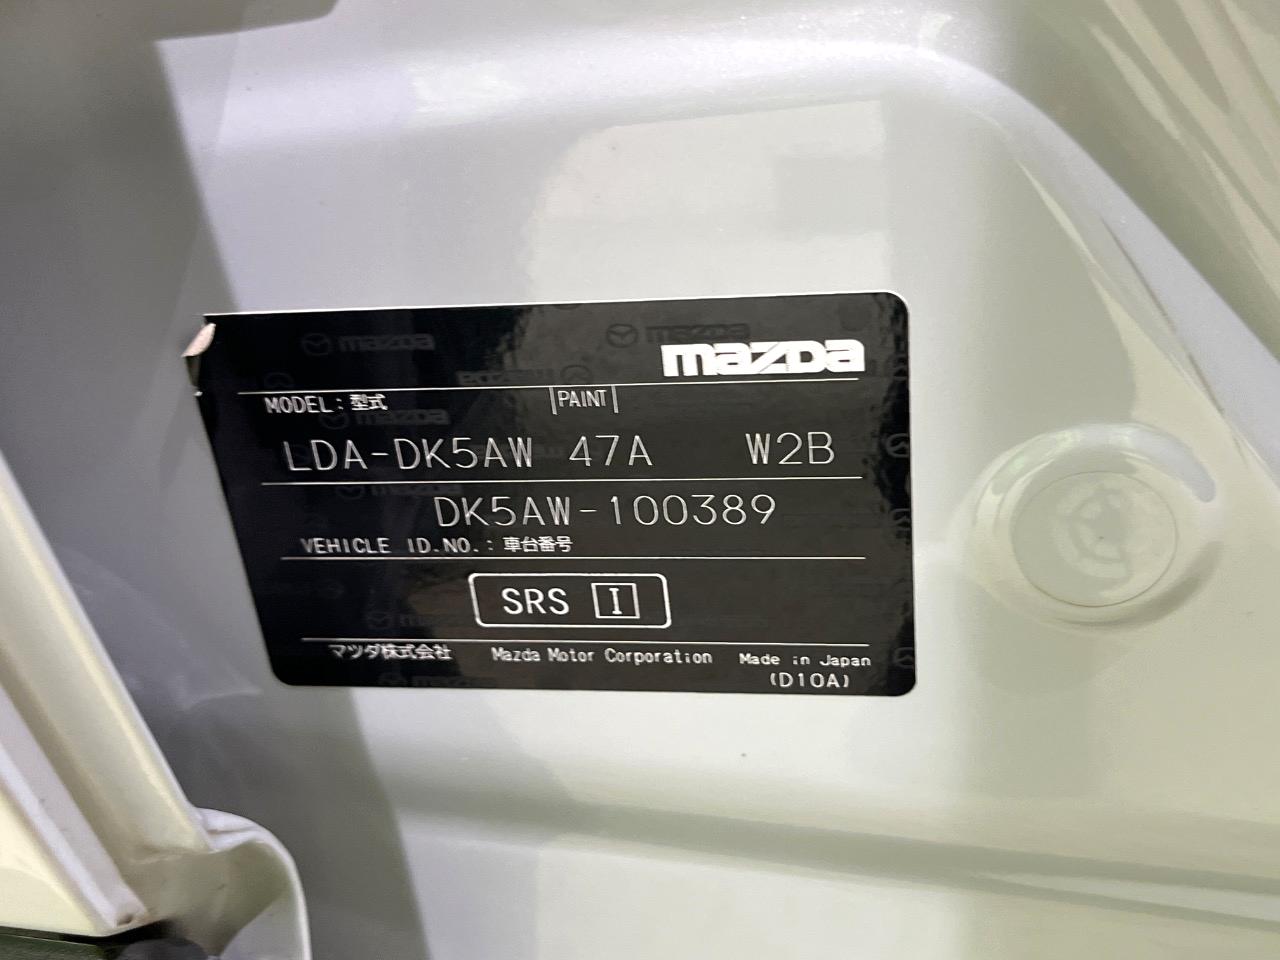 mazda
MODEL: 型式 PAINT
LDA-DK5AW 47A W2B
DK5AW-100389
VEHICLE ID.NO.: 車台番号
SRS I
マツダ株式会社 Mazda Motor Corporation Made in Japan
(D10A)